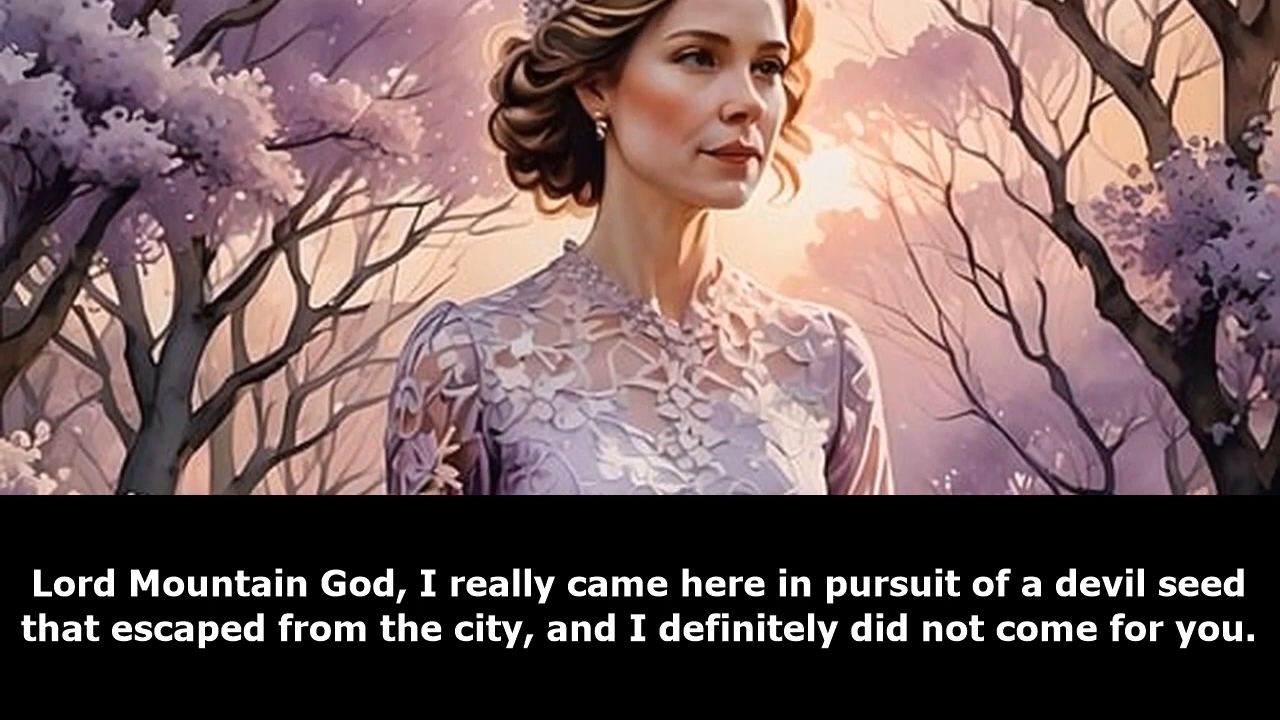 Lord Mountain God, I really came here in pursuit of a devil seed
that escaped from the city, and I definitely did not come for you.